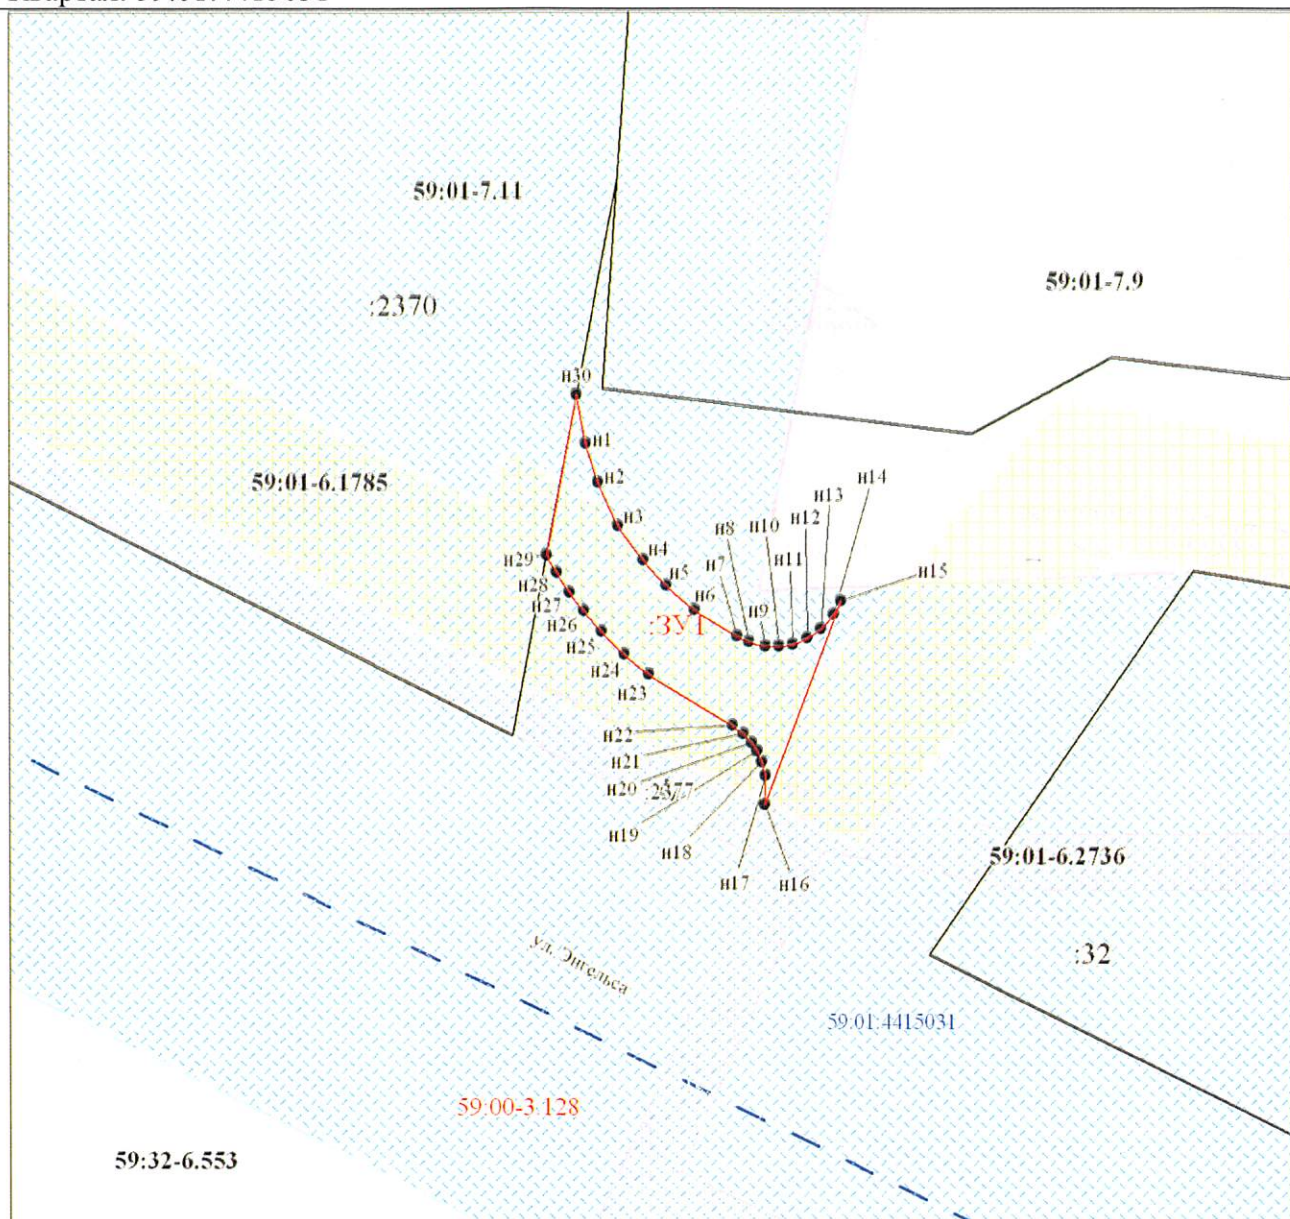 59:01-7.11
59:01-7.9
:2370
н30
н1
59:01-6.1785
н2
н14
н13
н12
н10
н8
н3
н7
н11
н4
н29
н15
н5
н28
н6
н9
н27
:ЗУ1
н26
н25
н24
н23
н22
н21
н20
н19
н18
59:01-6.2736
н17
н16
ул. Энгельса
:32
59:01:4415031
59:00-3.128
59:32-6.553